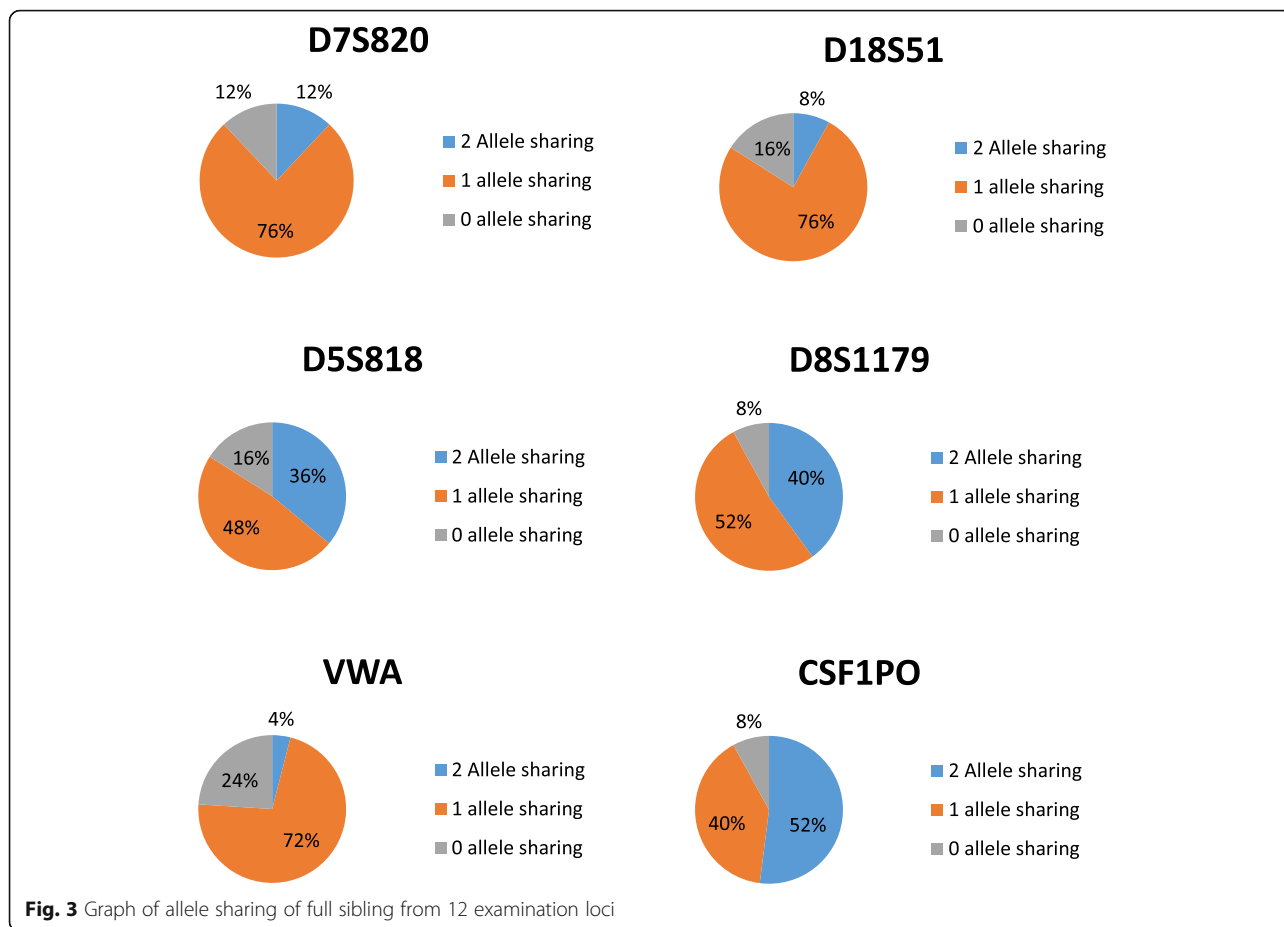 D7S820
12%
12%
76%
2 Allele sharing
1 allele sharing
0 allele sharing
D18S51
8%
16%
76%
2 Allele sharing
1 allele sharing
0 allele sharing
D5S818
16%
36%
48%
2 Allele sharing
1 allele sharing
0 allele sharing
D8S1179
8%
40%
52%
2 Allele sharing
1 allele sharing
0 allele sharing
VWA
4%
24%
72%
2 Allele sharing
1 allele sharing
0 allele sharing
CSF1PO
8%
40%
52%
2 Allele sharing
1 allele sharing
0 allele sharing
Fig. 3 Graph of allele sharing of full sibling from 12 examination loci